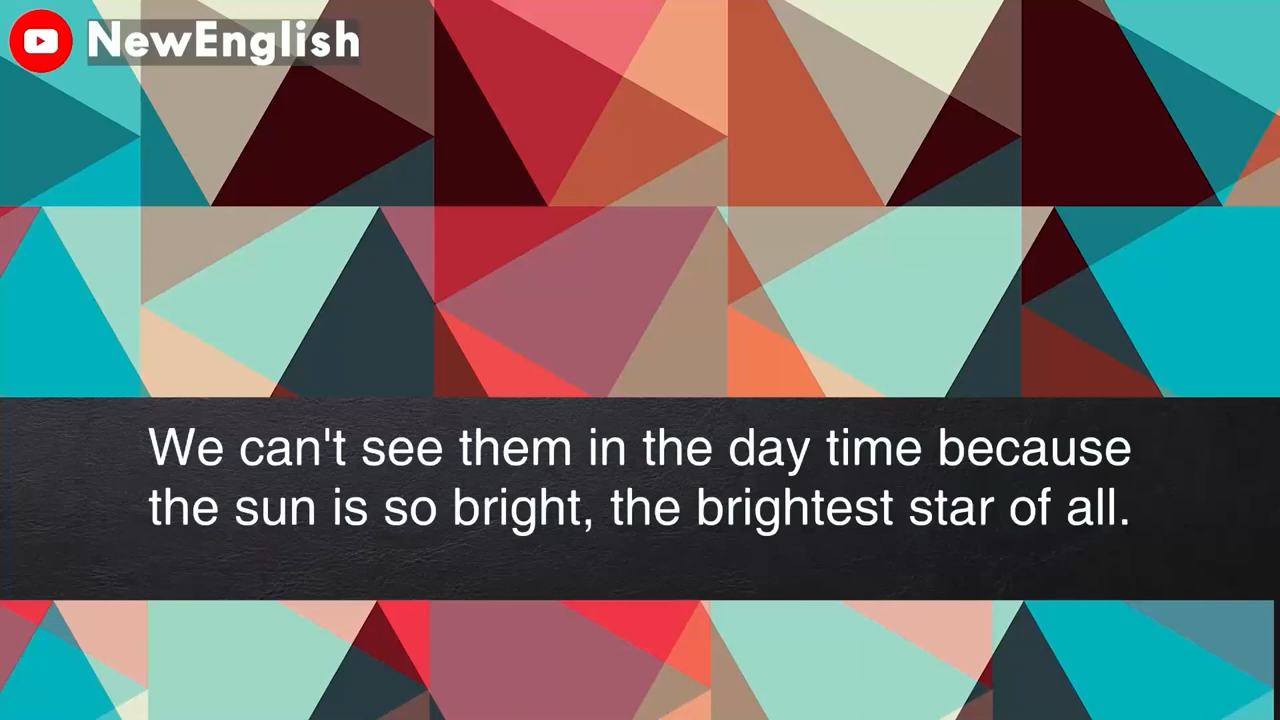 NewEnglish
We can't see them in the day time because
the sun is so bright, the brightest star of all.